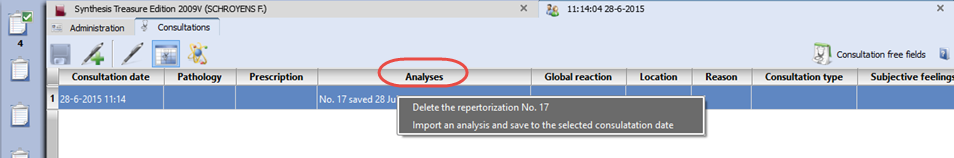 Synthesis Treasure Edition 2009V (SCHROYENS F.)
11:14:04 28-6-2015
Administration
Consultations
4
Consultation free fields
Consultation date Pathology Prescription Analyses Global reaction Location Reason Consultation type Subjective feelings
1 28-6-2015 11:14 No. 17 saved 28
Delete the repertorization No. 17
Import an analysis and save to the selected consulatation date